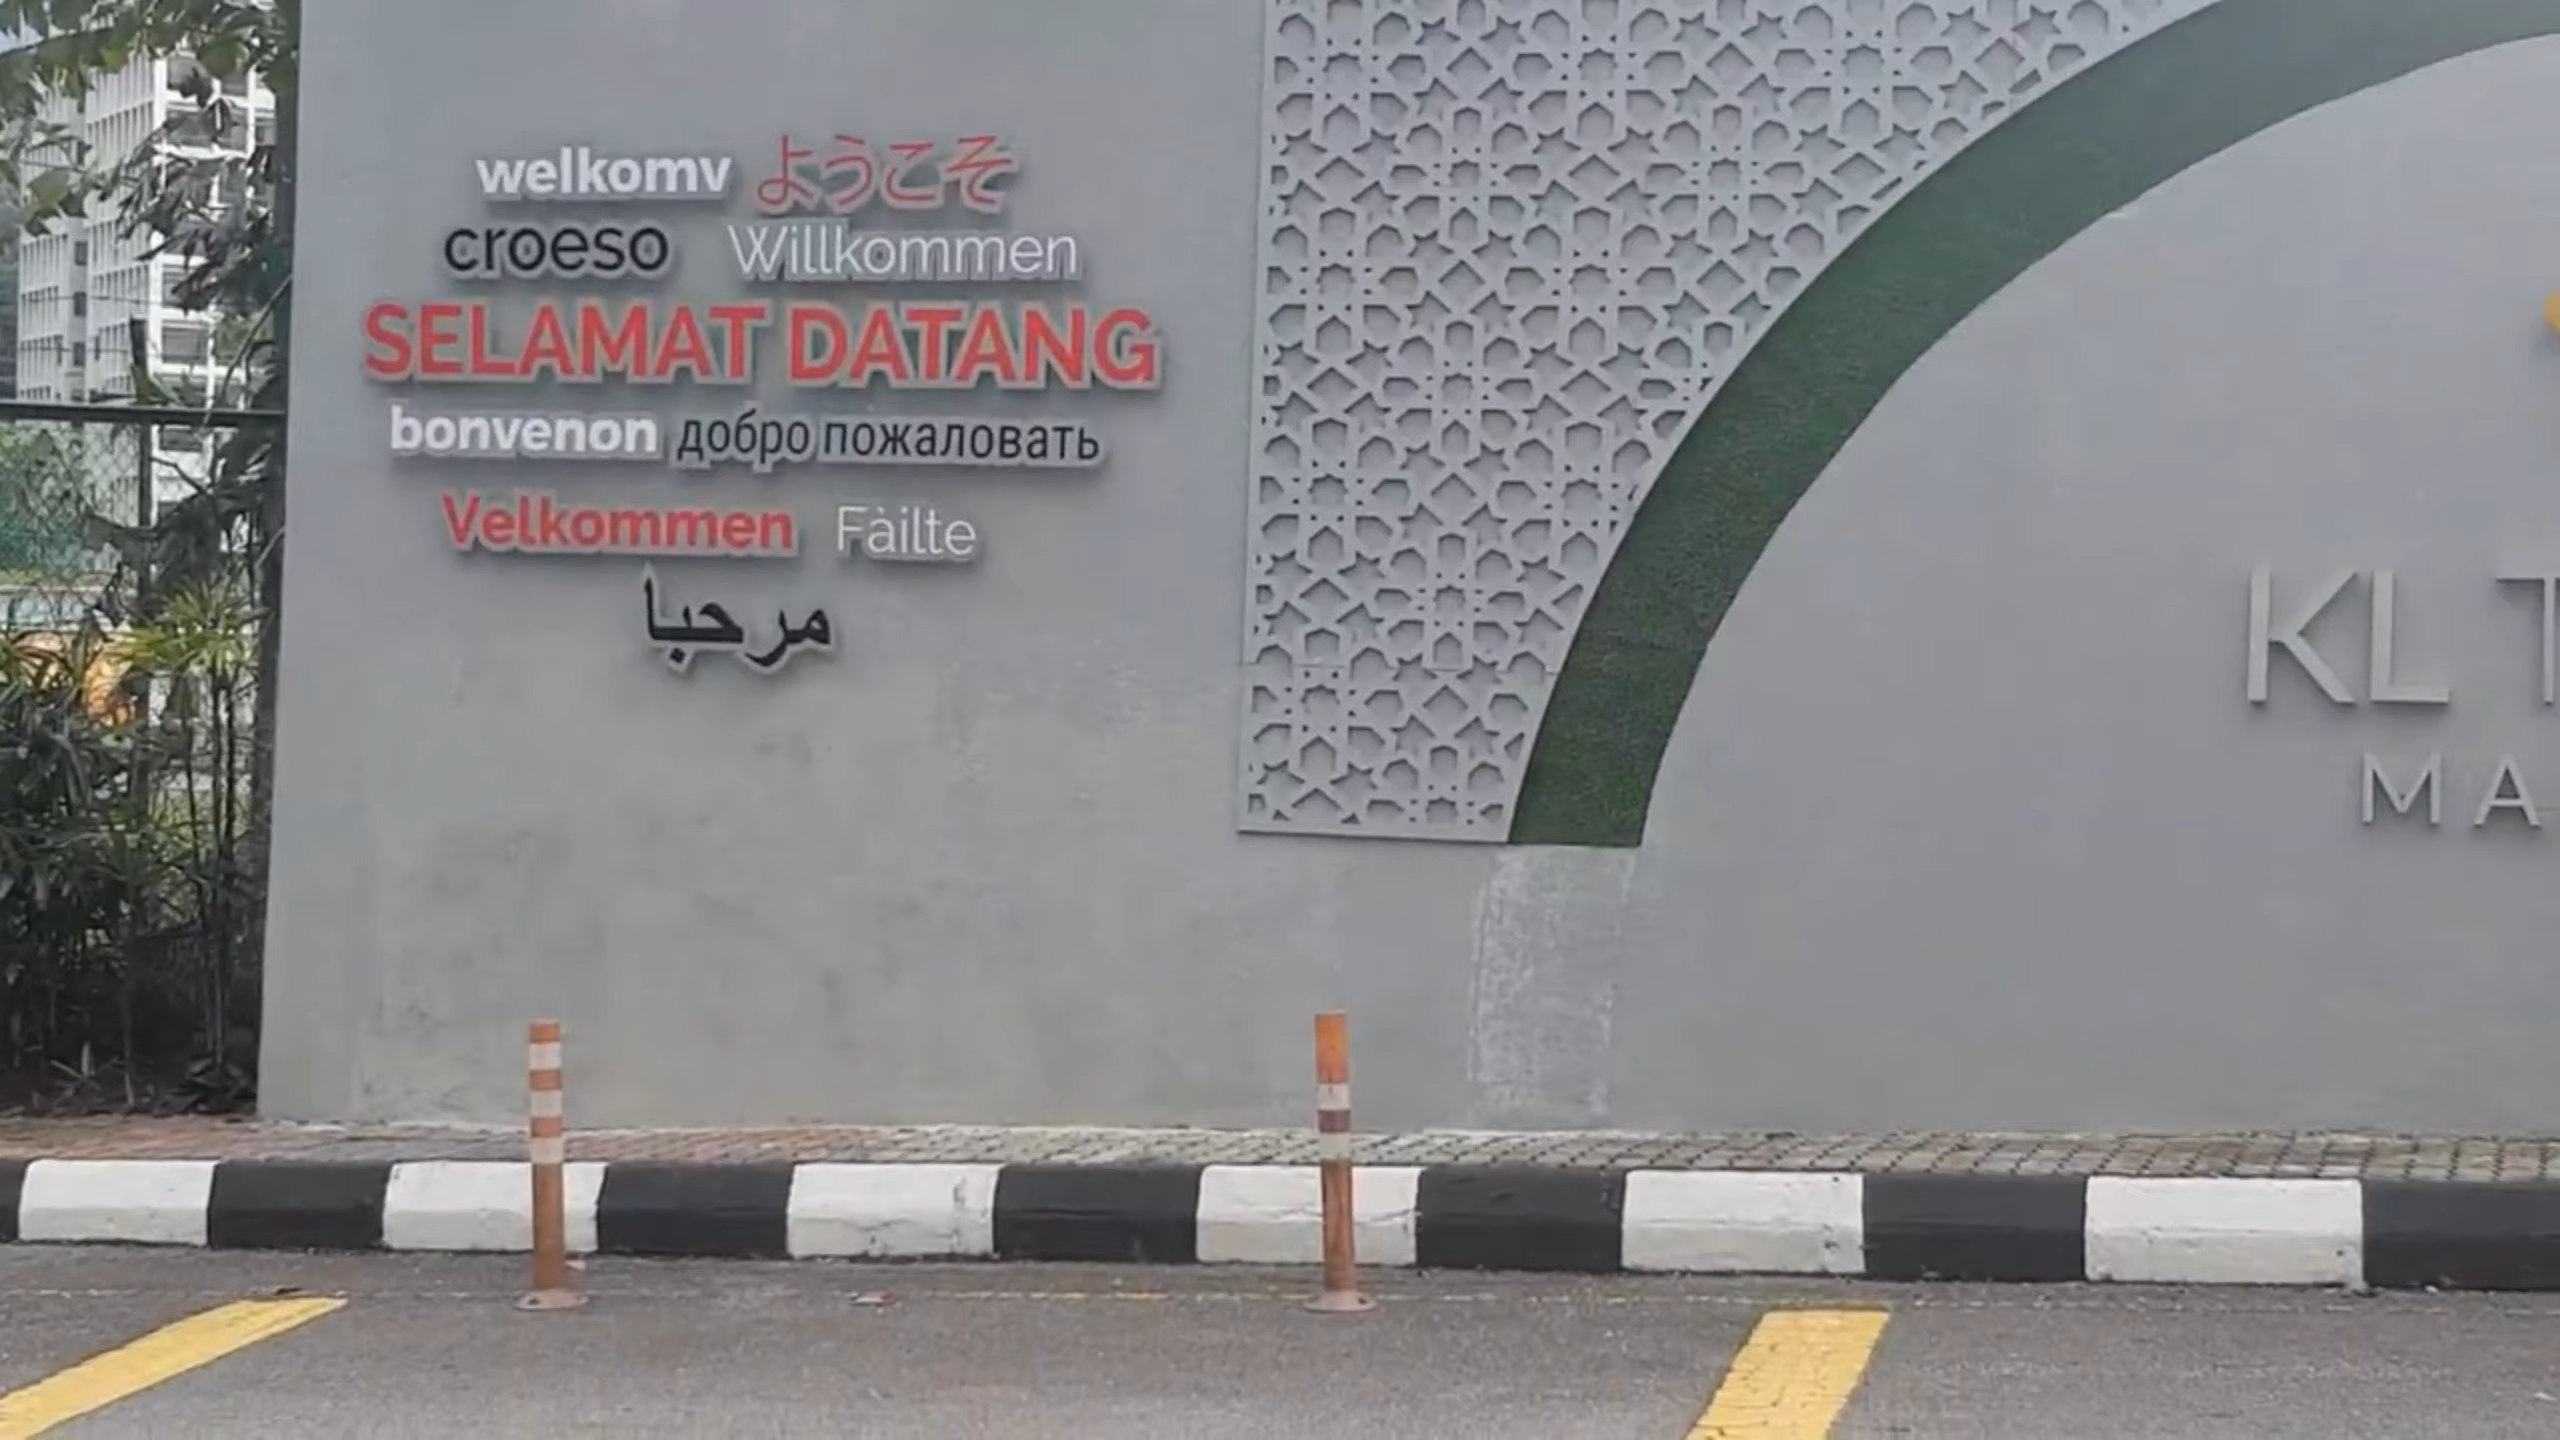 welkomv ようこそ
croeso Willkommen
SELAMAT DATANG
bonvenon добро пожаловать
Velkommen Fàilte
مرحبا
KL T
MA